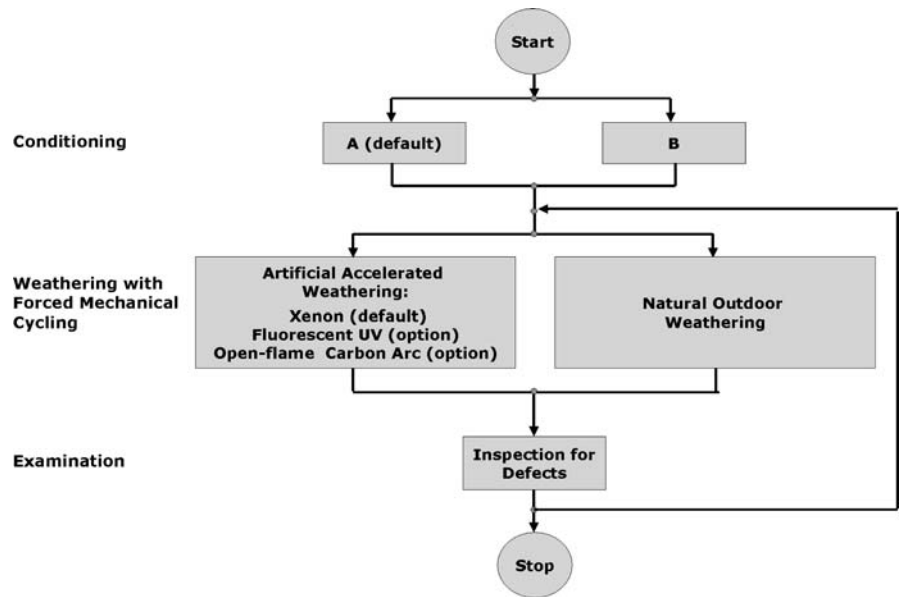 Start
Conditioning
A (default)
B
Weathering with
Forced Mechanical
Cycling
Artificial Accelerated
Weathering:
Xenon (default)
Fluorescent UV (option)
Open-flame Carbon Arc (option)
Natural Outdoor
Weathering
Examination
Inspection for
Defects
Stop